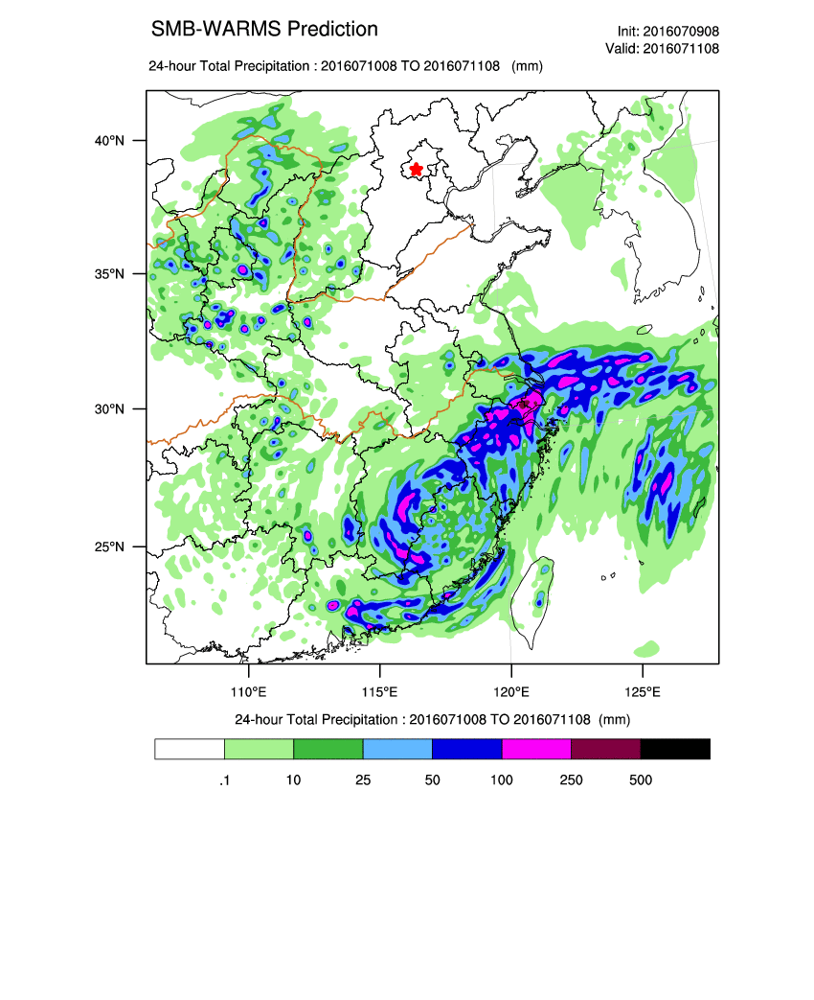 SMB-WARMS Prediction
Init: 2016070908
Valid: 2016071108
24-hour Total Precipitation : 2016071008 TO 2016071108 (mm)
40°N
35°N
30°N
25°N
110°E 115°E 120°E 125°E
24-hour Total Precipitation : 2016071008 TO 2016071108 (mm)
.1 10 25 50 100 250 500